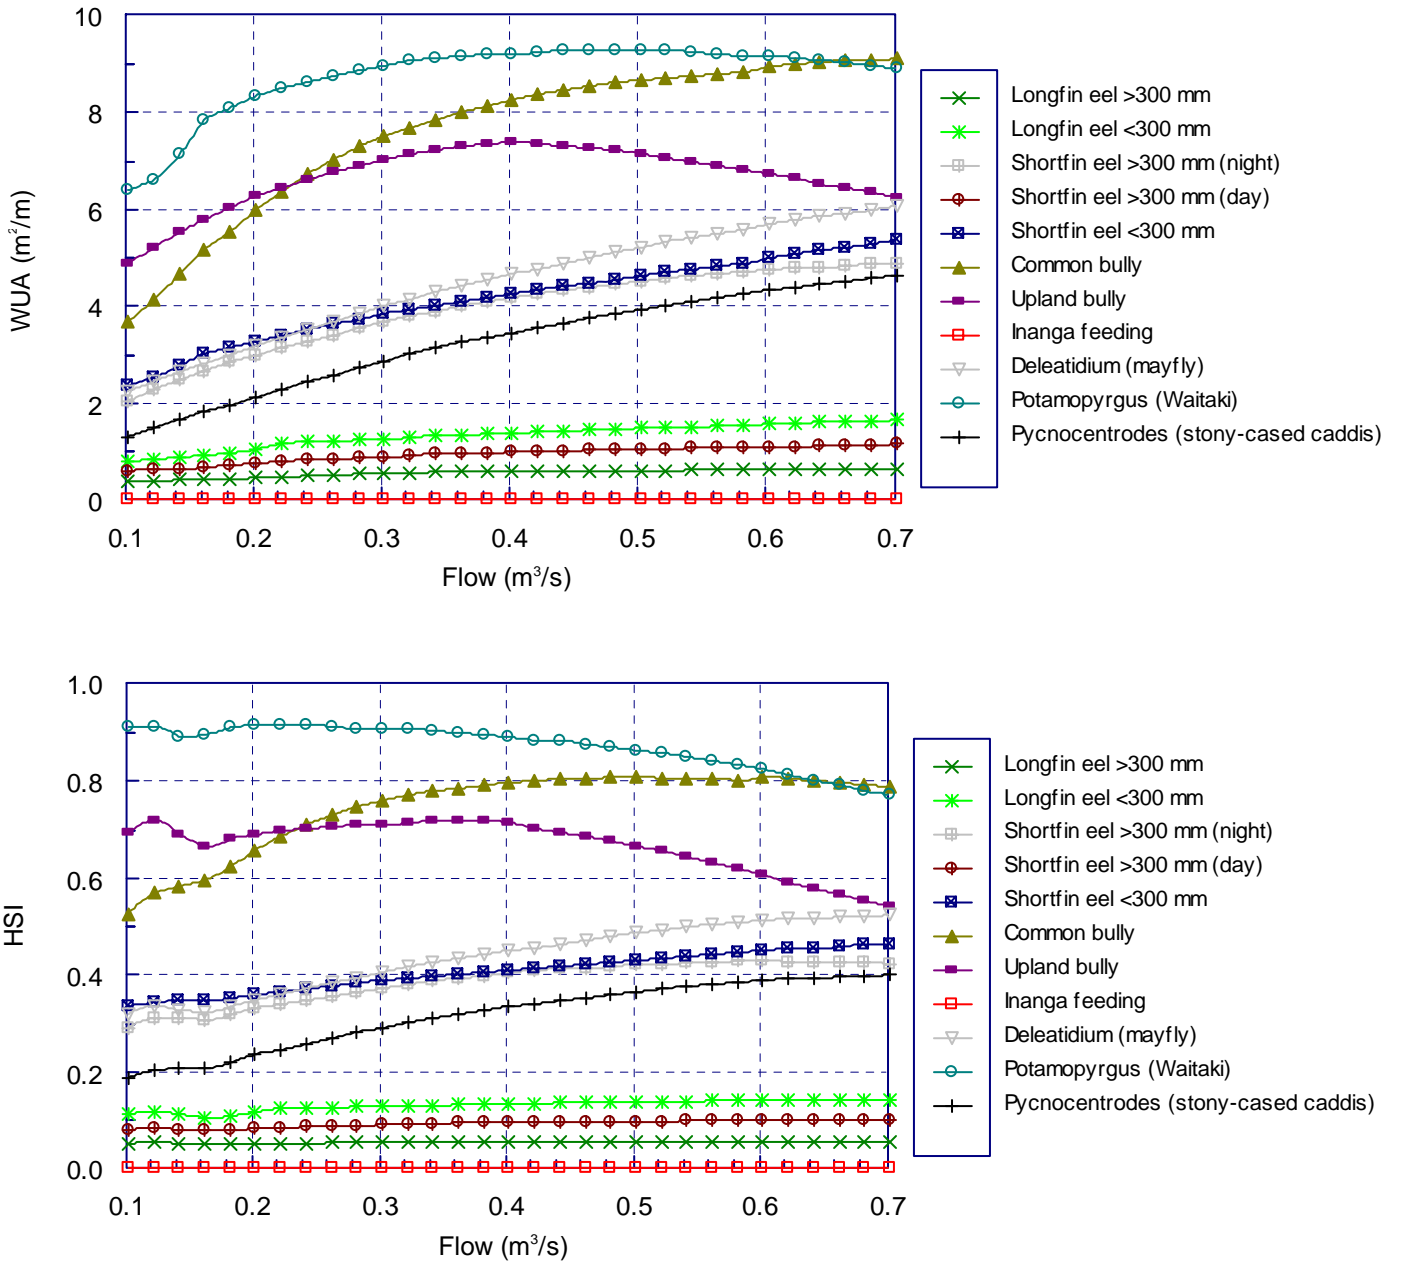 10
8
6
4
2
0
WUA (m²/m)
0.1 0.2 0.3 0.4 0.5 0.6 0.7
Flow (m³/s)
Longfin eel >300 mm
Longfin eel <300 mm
Shortfin eel >300 mm (night)
Shortfin eel >300 mm (day)
Shortfin eel <300 mm
Common bully
Upland bully
Inanga feeding
Deleatidium (mayfly)
Potamopyrgus (Waitaki)
Pycnocentrodes (stony-cased caddis)
1.0
0.8
0.6
0.4
0.2
0.0
HSI
0.1 0.2 0.3 0.4 0.5 0.6 0.7
Flow (m³/s)
Longfin eel >300 mm
Longfin eel <300 mm
Shortfin eel >300 mm (night)
Shortfin eel >300 mm (day)
Shortfin eel <300 mm
Common bully
Upland bully
Inanga feeding
Deleatidium (mayfly)
Potamopyrgus (Waitaki)
Pycnocentrodes (stony-cased caddis)